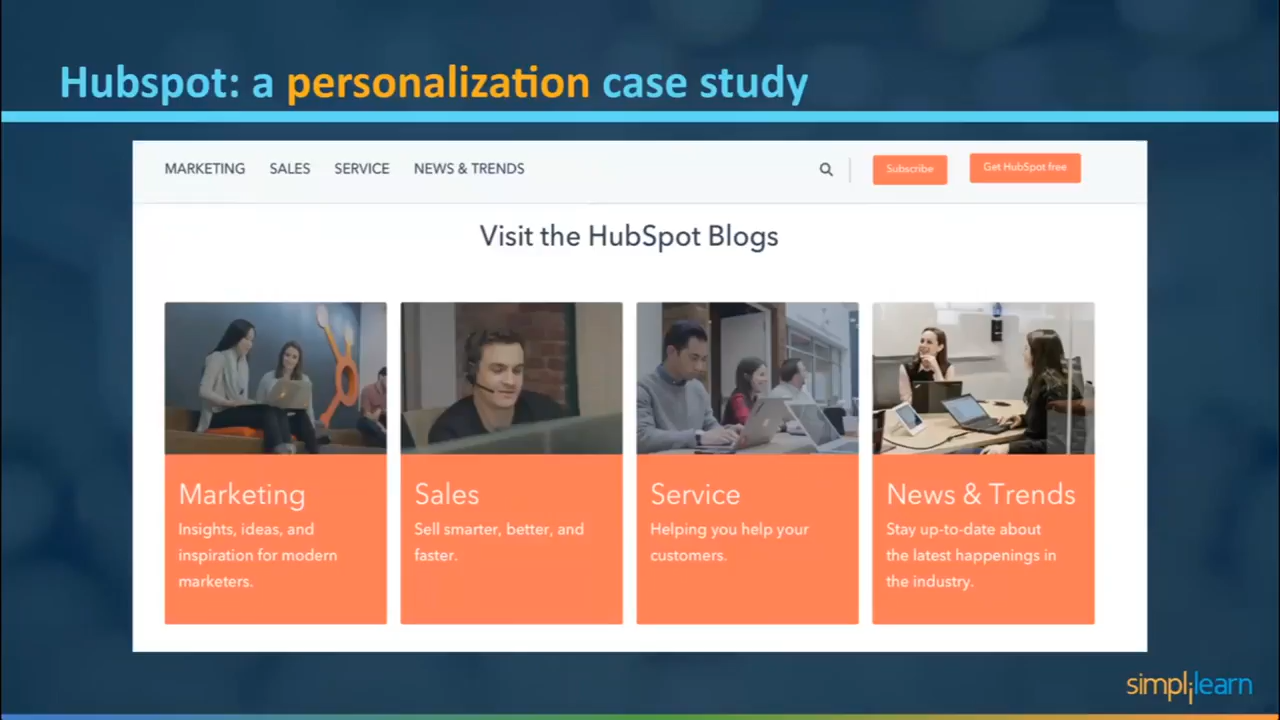 Hubspot: a personalization case study
MARKETING SALES SERVICE NEWS & TRENDS Subscribe Get HubSpot free
Visit the HubSpot Blogs
Marketing
Insights, ideas, and
inspiration for modern
marketers.
Sales
Sell smarter, better, and
faster.
Service
Helping you help your
customers.
News & Trends
Stay up-to-date about
the latest happenings in
the industry.
simplilearn